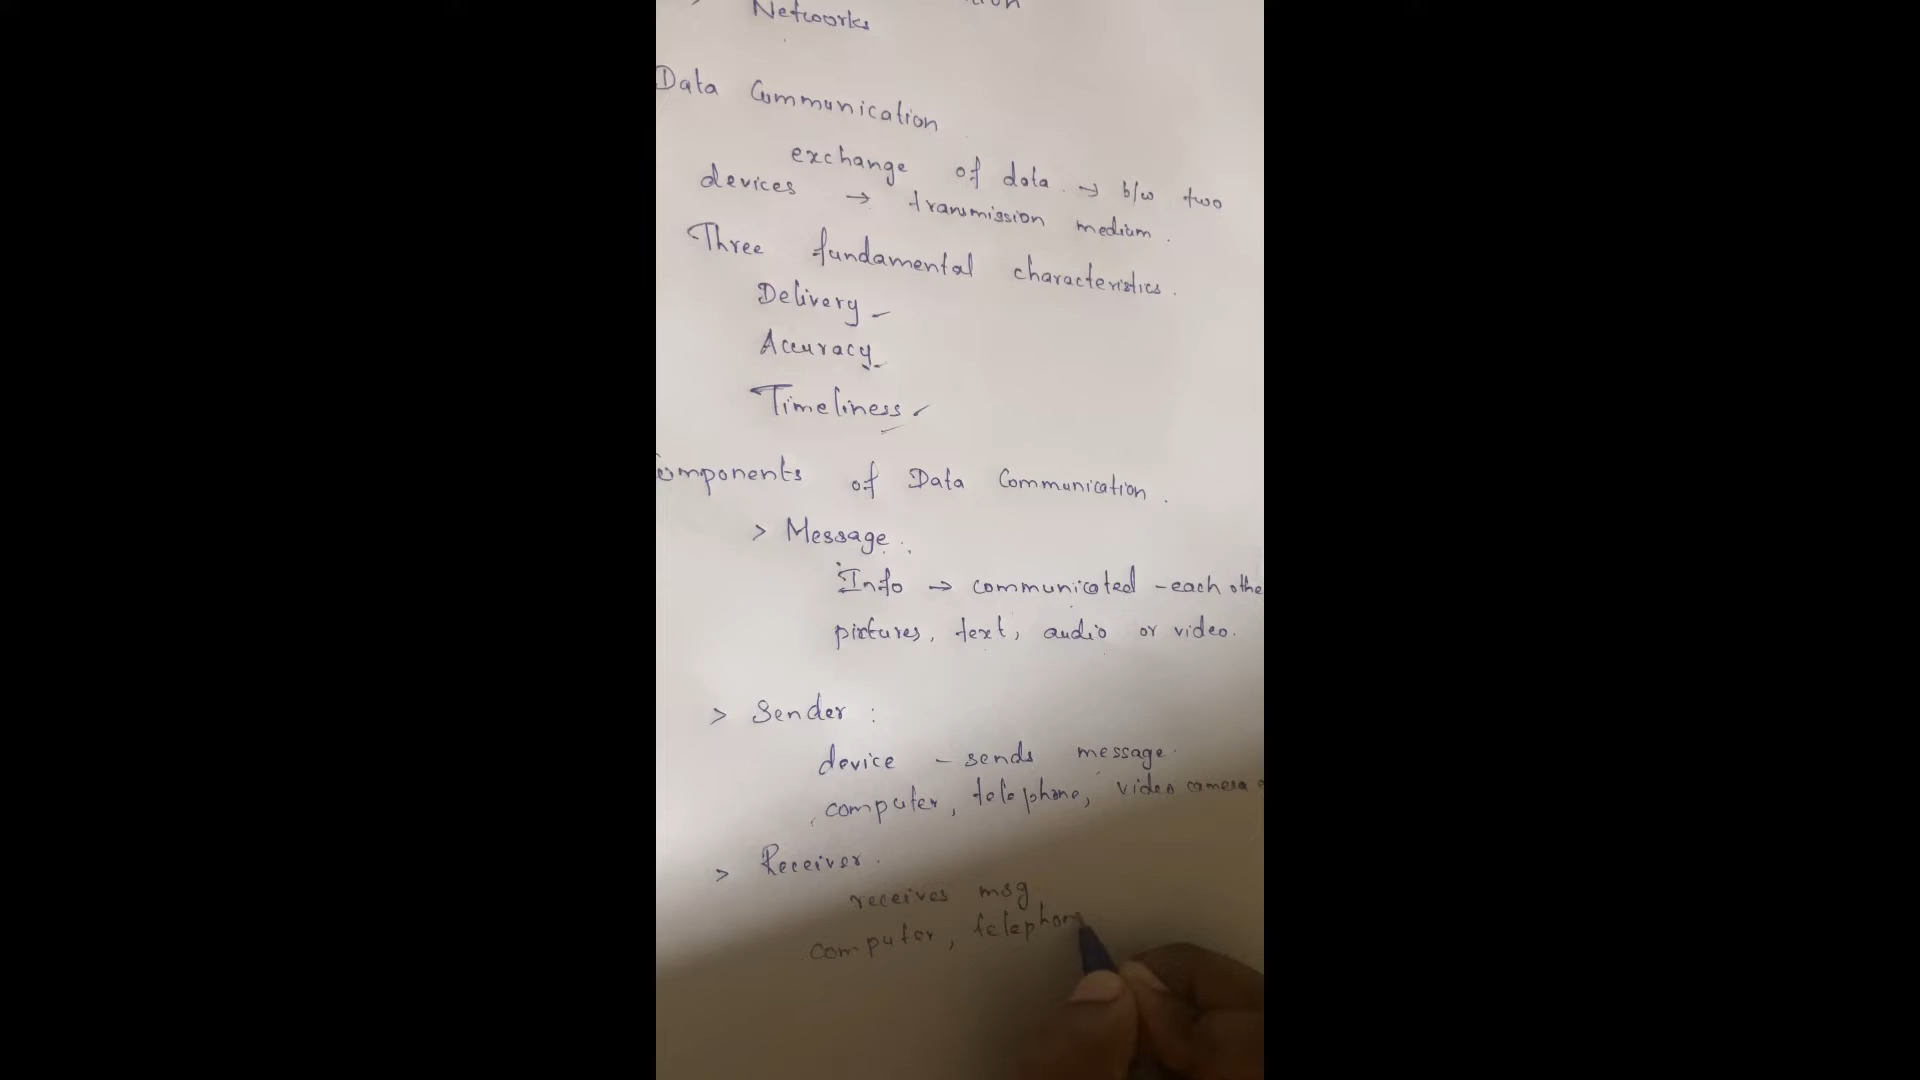 Networks
Data Communication
exchange of data → b/w two
devices → transmission medium.
Three fundamental characteristics.
Delivery
Accuracy
Timeliness
Components of Data Communication.
> Message:
Info → communicated - each othe
pictures, text, audio or video.
> Sender :
device - sends message.
computer, telephone, video camera
> Receiver.
receives msg
computer, telephon